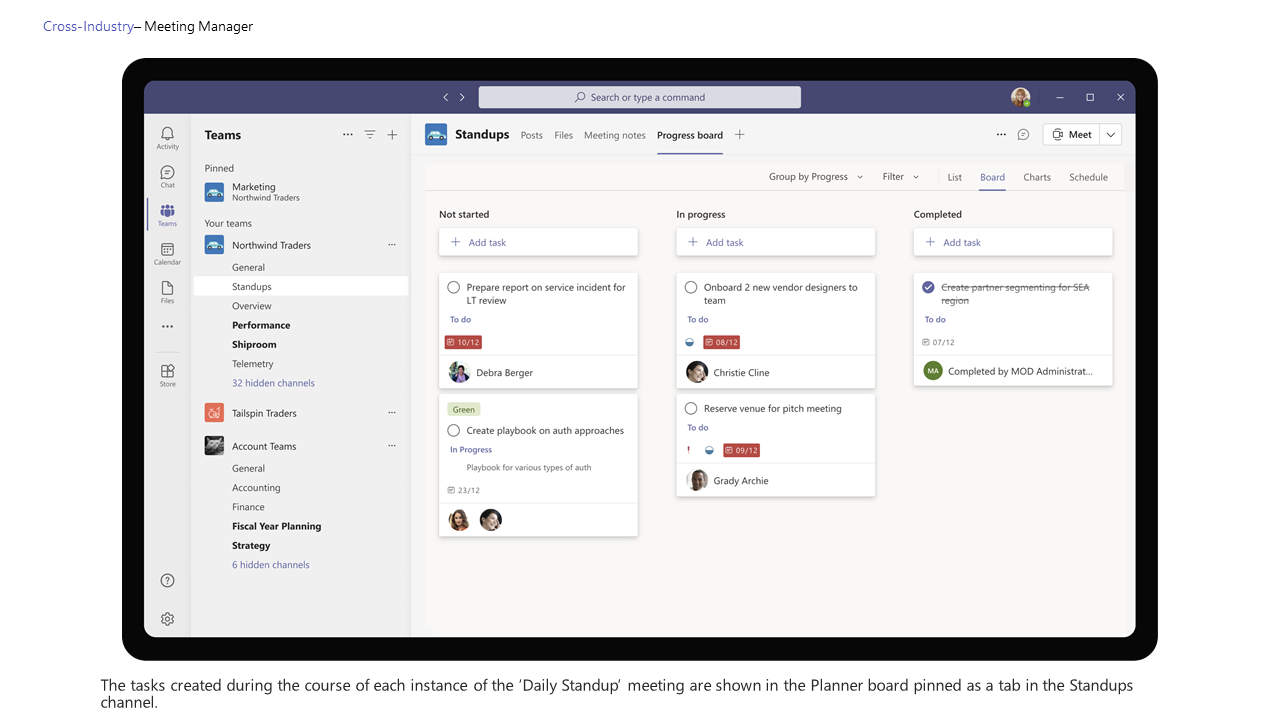 Cross-Industry– Meeting Manager
Search or type a command
Activity
Chat
Teams
Calendar
Files
Store
Teams
Pinned
Marketing
Northwind Traders
Your teams
Northwind Traders
General
Standups
Overview
Performance
Shiproom
Telemetry
32 hidden channels
Tailspin Traders
Account Teams
General
Accounting
Finance
Fiscal Year Planning
Strategy
6 hidden channels
Standups Posts Files Meeting notes Progress board
Meet
Group by Progress Filter List Board Charts Schedule
Not started
Add task
Prepare report on service incident for
LT review
To do
10/12
Debra Berger
Green
Create playbook on auth approaches
In Progress
Playbook for various types of auth
23/12
In progress
Add task
Onboard 2 new vendor designers to
team
To do
08/12
Christie Cline
Reserve venue for pitch meeting
To do
09/12
Grady Archie
Completed
Add task
Create partner segmenting for SEA
region
To do
07/12
MA Completed by MOD Administrat...
The tasks created during the course of each instance of the ‘Daily Standup’ meeting are shown in the Planner board pinned as a tab in the Standups
channel.